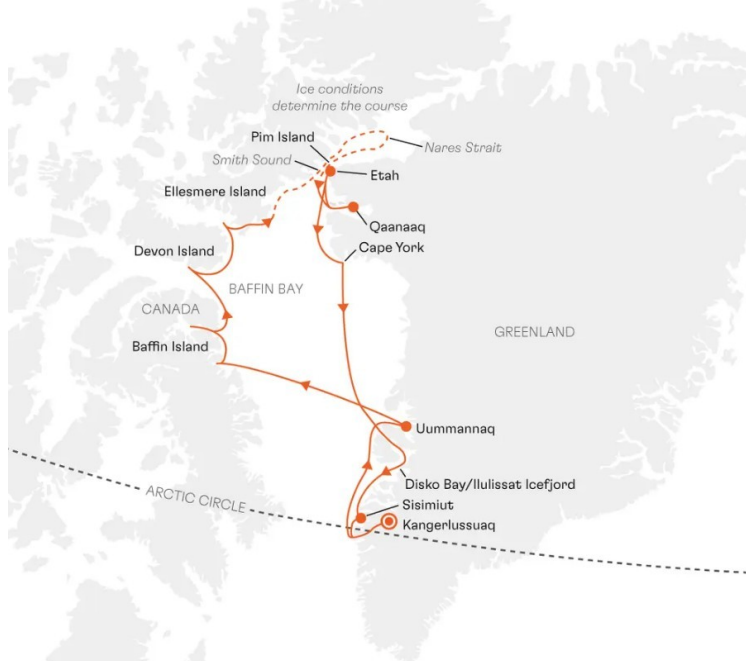 Ice conditions
determine the course
Pim Island
Nares Strait
Smith Sound
Etah
Ellesmere Island
Qaanaaq
Cape York
Devon Island
BAFFIN BAY
CANADA
GREENLAND
Baffin Island
Uummannaq
Disko Bay/Ilulissat Icefjord
ARCTIC CIRCLE
Sisimiut
Kangerlussuaq